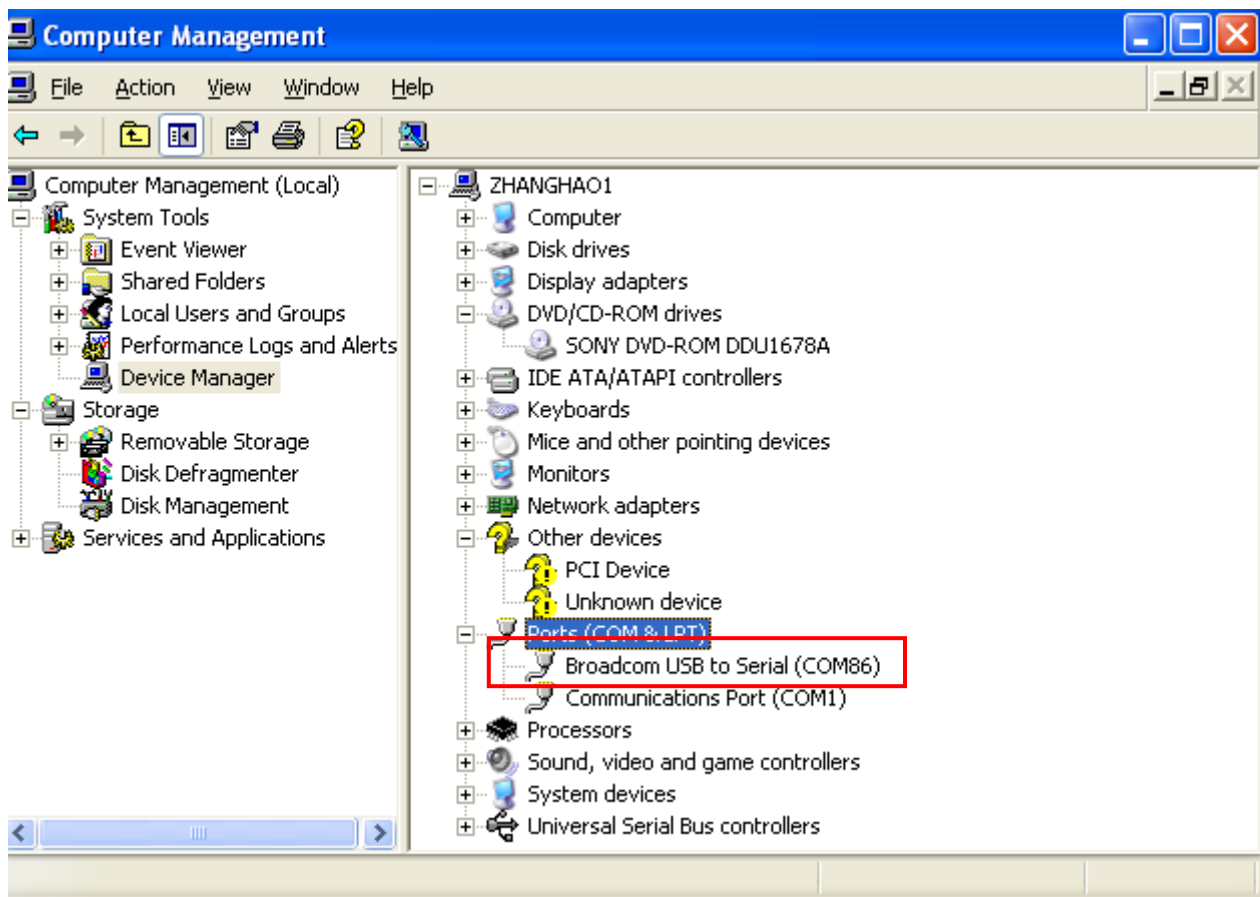 Computer Management
File Action View Window Help
Computer Management (Local)
System Tools
Event Viewer
Shared Folders
Local Users and Groups
Performance Logs and Alerts
Device Manager
Storage
Removable Storage
Disk Defragmenter
Disk Management
Services and Applications
ZHANGHAO1
Computer
Disk drives
Display adapters
DVD/CD-ROM drives
SONY DVD-ROM DDU1678A
IDE ATA/ATAPI controllers
Keyboards
Mice and other pointing devices
Monitors
Network adapters
Other devices
PCI Device
Unknown device
Ports (COM & LPT)
Broadcom USB to Serial (COM86)
Communications Port (COM1)
Processors
Sound, video and game controllers
System devices
Universal Serial Bus controllers